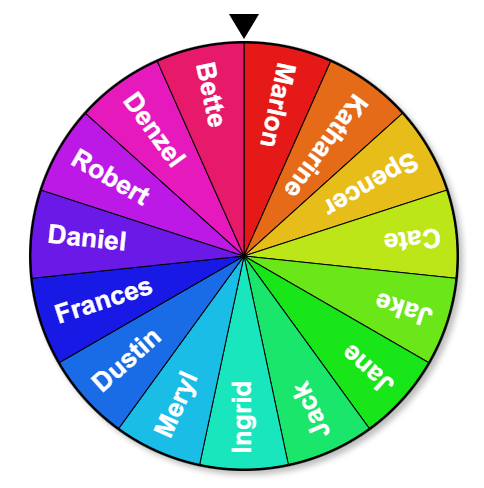 Marlon
Katharine
Spencer
Cate
Jake
Jane
Jack
Ingrid
Meryl
Dustin
Frances
Daniel
Robert
Denzel
Bette